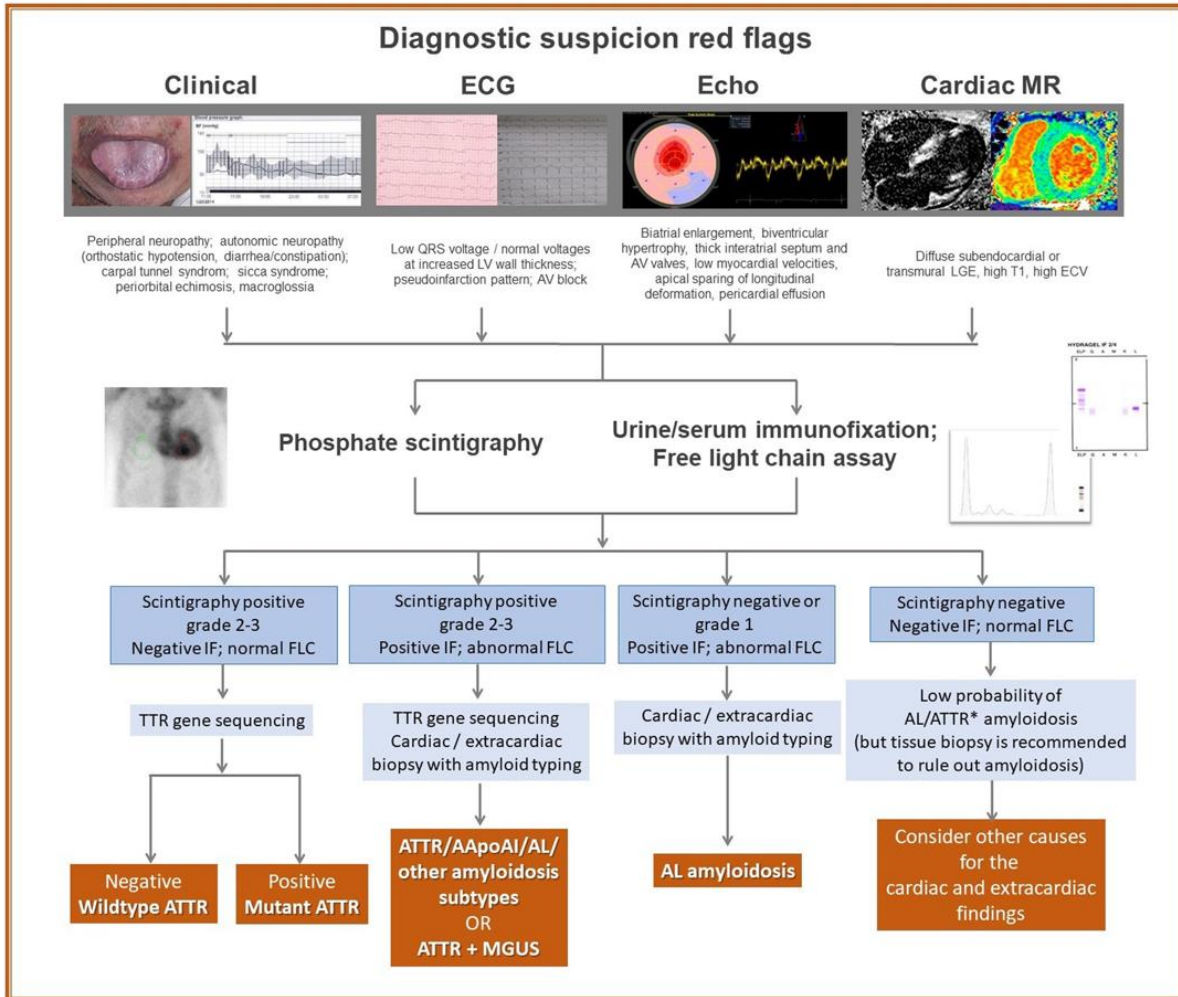 Diagnostic suspicion red flags
Clinical
ECG
Echo
Cardiac MR
Peripheral neuropathy; autonomic neuropathy
(orthostatic hypotension, diarrhea/constipation);
carpal tunnel syndrom; sicca syndrome;
periorbital echimosis, macroglossia
Low QRS voltage / normal voltages
at increased LV wall thickness;
pseudoinfarction pattern; AV block
Biatrial enlargement, biventricular
hypertrophy, thick interatrial septum and
AV valves, low myocardial velocities,
apical sparing of longitudinal
deformation, pericardial effusion
Diffuse subendocardial or
transmural LGE, high T1, high ECV
HYDRAGEL IF 2/4
ELP G A M K L
ELP G A M K L
Phosphate scintigraphy
Urine/serum immunofixation;
Free light chain assay
Scintigraphy positive
grade 2-3
Negative IF; normal FLC
Scintigraphy positive
grade 2-3
Positive IF; abnormal FLC
Scintigraphy negative or
grade 1
Positive IF; abnormal FLC
Scintigraphy negative
Negative IF; normal FLC
TTR gene sequencing
TTR gene sequencing
Cardiac / extracardiac
biopsy with amyloid typing
Cardiac / extracardiac
biopsy with amyloid typing
Low probability of
AL/ATTR* amyloidosis
(but tissue biopsy is recommended
to rule out amyloidosis)
Negative
Wildtype ATTR
Positive
Mutant ATTR
ATTR/AApoAI/AL/
other amyloidosis
subtypes
OR
ATTR + MGUS
AL amyloidosis
Consider other causes
for the
cardiac and extracardiac
findings